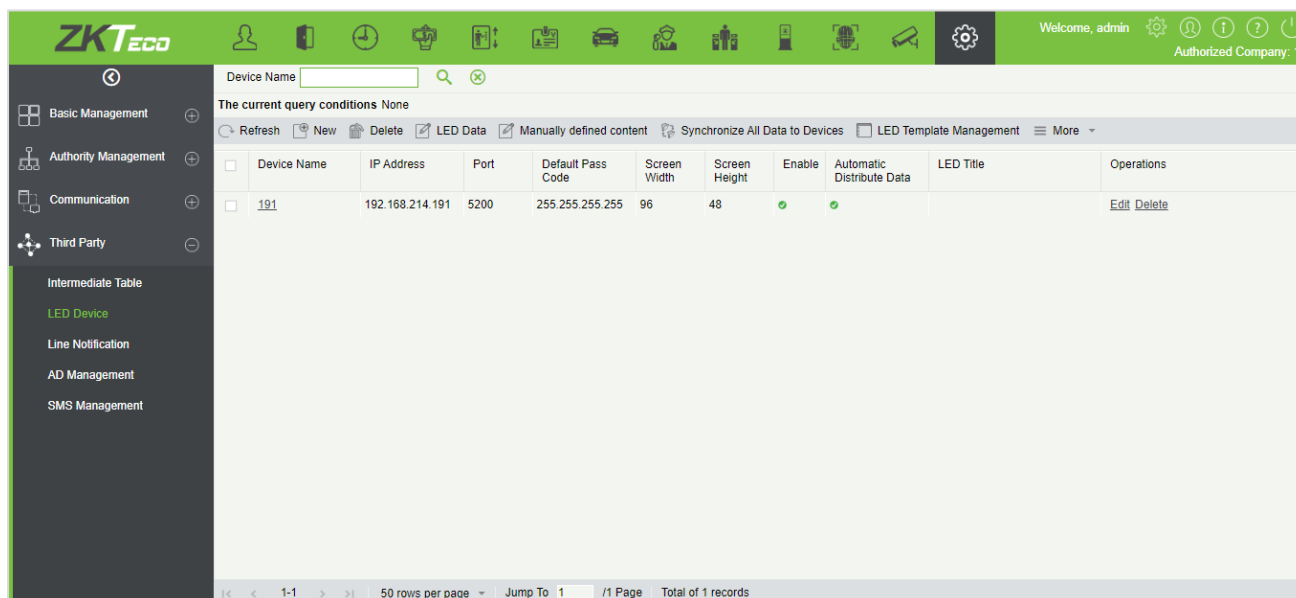 ZKTeco
Welcome, admin
Authorized Company:
Basic Management
Authority Management
Communication
Third Party
Intermediate Table
LED Device
Line Notification
AD Management
SMS Management
Device Name
The current query conditions None
Refresh New Delete LED Data Manually defined content Synchronize All Data to Devices LED Template Management More
Device Name IP Address Port Default Pass Code Screen Width Screen Height Enable Automatic Distribute Data LED Title Operations
191 192.168.214.191 5200 255.255.255.255 96 48 Edit Delete
1-1 50 rows per page Jump To 1 /1 Page Total of 1 records